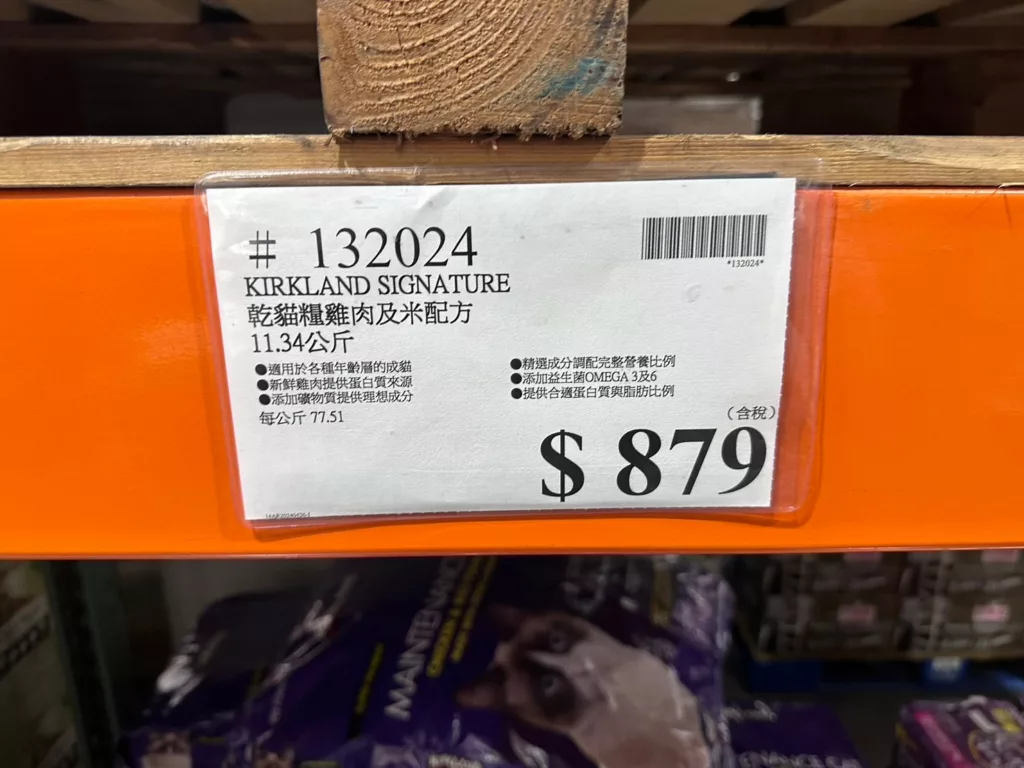 # 132024
*132024*
KIRKLAND SIGNATURE
乾貓糧雞肉及米配方
11.34公斤
●適用於各種年齡層的成貓
●新鮮雞肉提供蛋白質來源
●添加礦物質提供理想成分
每公斤 77.51
●精選成分調配完整營養比例
●添加益生菌OMEGA 3及6
●提供合適蛋白質與脂肪比例
（含稅）
$ 879
MAINTENANCE
CHICKEN &